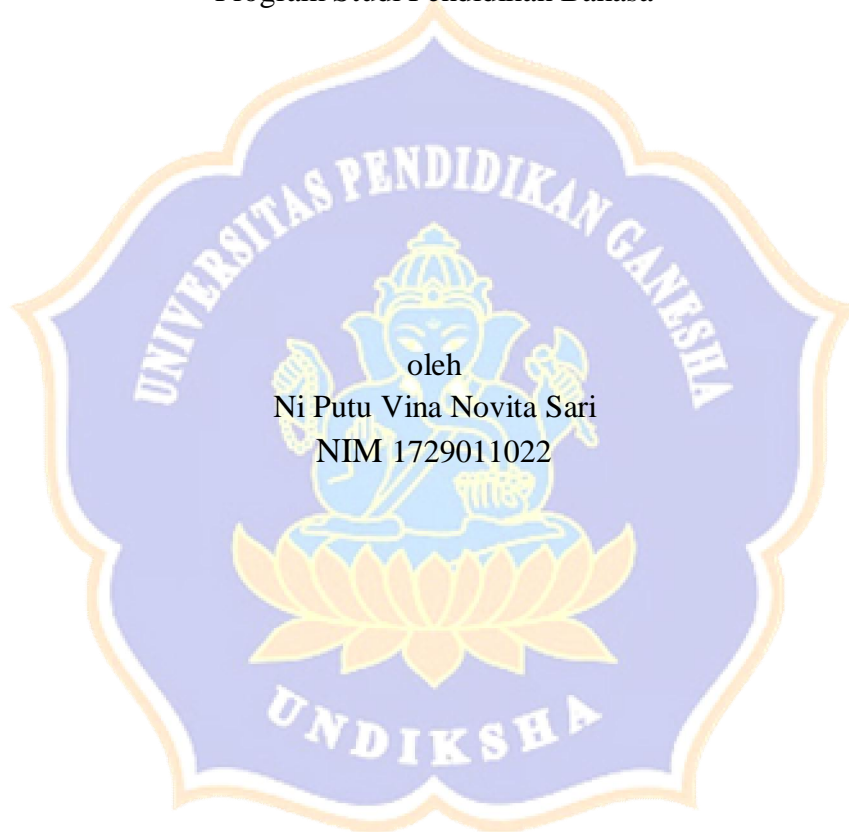 Program Studi Pendidikan Bahasa
UNIVERSITAS PENDIDIKAN GANESHA
oleh
Ni Putu Vina Novita Sari
NIM 1729011022
UNDIKSHA